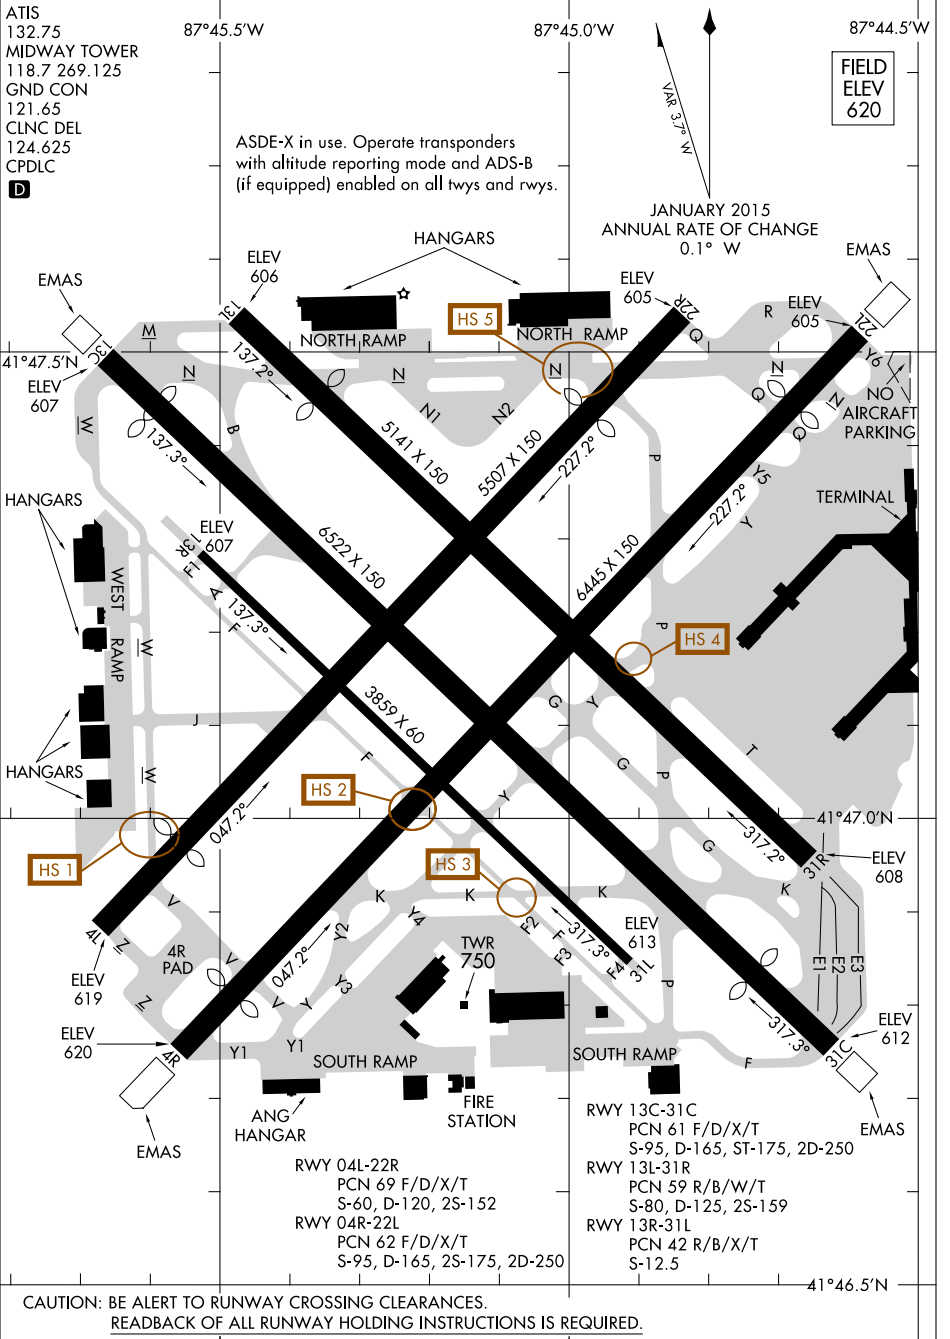 ATIS
132.75
MIDWAY TOWER
118.7 269.125
GND CON
121.65
CLNC DEL
124.625
CPDLC
D
87°45.5'W
87°45.0'W
87°44.5'W
VAR 3.7° W
FIELD
ELEV
620
ASDE-X in use. Operate transponders
with altitude reporting mode and ADS-B
(if equipped) enabled on all twys and rwys.
JANUARY 2015
ANNUAL RATE OF CHANGE
0.1° W
HANGARS
EMAS
ELEV
606
ELEV
605
ELEV
605
EMAS
13L
22R
22L
R
HS 5
M
NORTH RAMP
NORTH RAMP
Q
Y6
41°47.5'N
13C
ELEV
607
137.2°
N
N
N
N
N
NO
AIRCRAFT
PARKING
W
B
N1
N2
Q
Q
137.3°
5141 X 150
5507 X 150
227.2°
P
Y5
227.2°
Y
HANGARS
TERMINAL
ELEV
607
13R
F1
6522 X 150
6445 X 150
WEST RAMP
A
F
137.3°
W
P
HS 4
J
3859 X 60
G
Y
G
P
T
F
W
HANGARS
HS 2
Y
047.2°
41°47.0'N
HS 1
HS 3
G
317.2°
31R
ELEV
608
K
K
K
K
V
Y4
Y2
4L
Z
4R
PAD
V
047.2°
F2
F
F3
317.3°
ELEV
613
F4
31L
TWR
750
E1
E2
E3
ELEV
619
Z
V
Y
Y3
P
317.3°
ELEV
612
ELEV
620
4R
Y1
Y1
SOUTH RAMP
SOUTH RAMP
F
31C
EMAS
ANG
HANGAR
FIRE
STATION
EMAS
RWY 13C-31C
PCN 61 F/D/X/T
S-95, D-165, ST-175, 2D-250
RWY 04L-22R
PCN 69 F/D/X/T
S-60, D-120, 2S-152
RWY 13L-31R
PCN 59 R/B/W/T
S-80, D-125, 2S-159
RWY 04R-22L
PCN 62 F/D/X/T
S-95, D-165, 2S-175, 2D-250
RWY 13R-31L
PCN 42 R/B/X/T
S-12.5
41°46.5'N
CAUTION: BE ALERT TO RUNWAY CROSSING CLEARANCES.
READBACK OF ALL RUNWAY HOLDING INSTRUCTIONS IS REQUIRED.